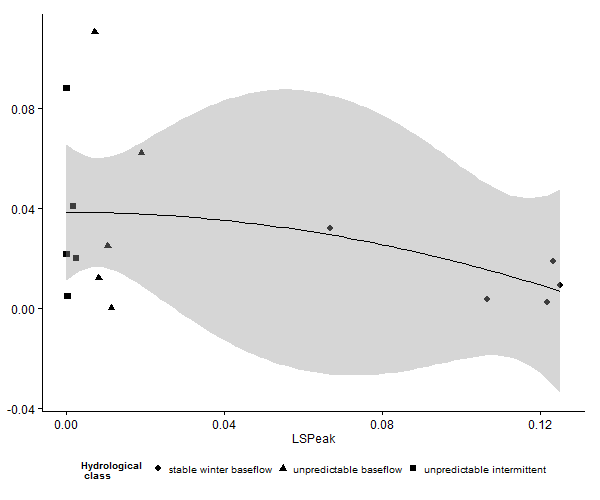 0.08
0.04
0.00
-0.04
0.00 0.04 0.08 0.12
LSPeak
Hydrological
class
stable winter baseflow unpredictable baseflow unpredictable intermittent